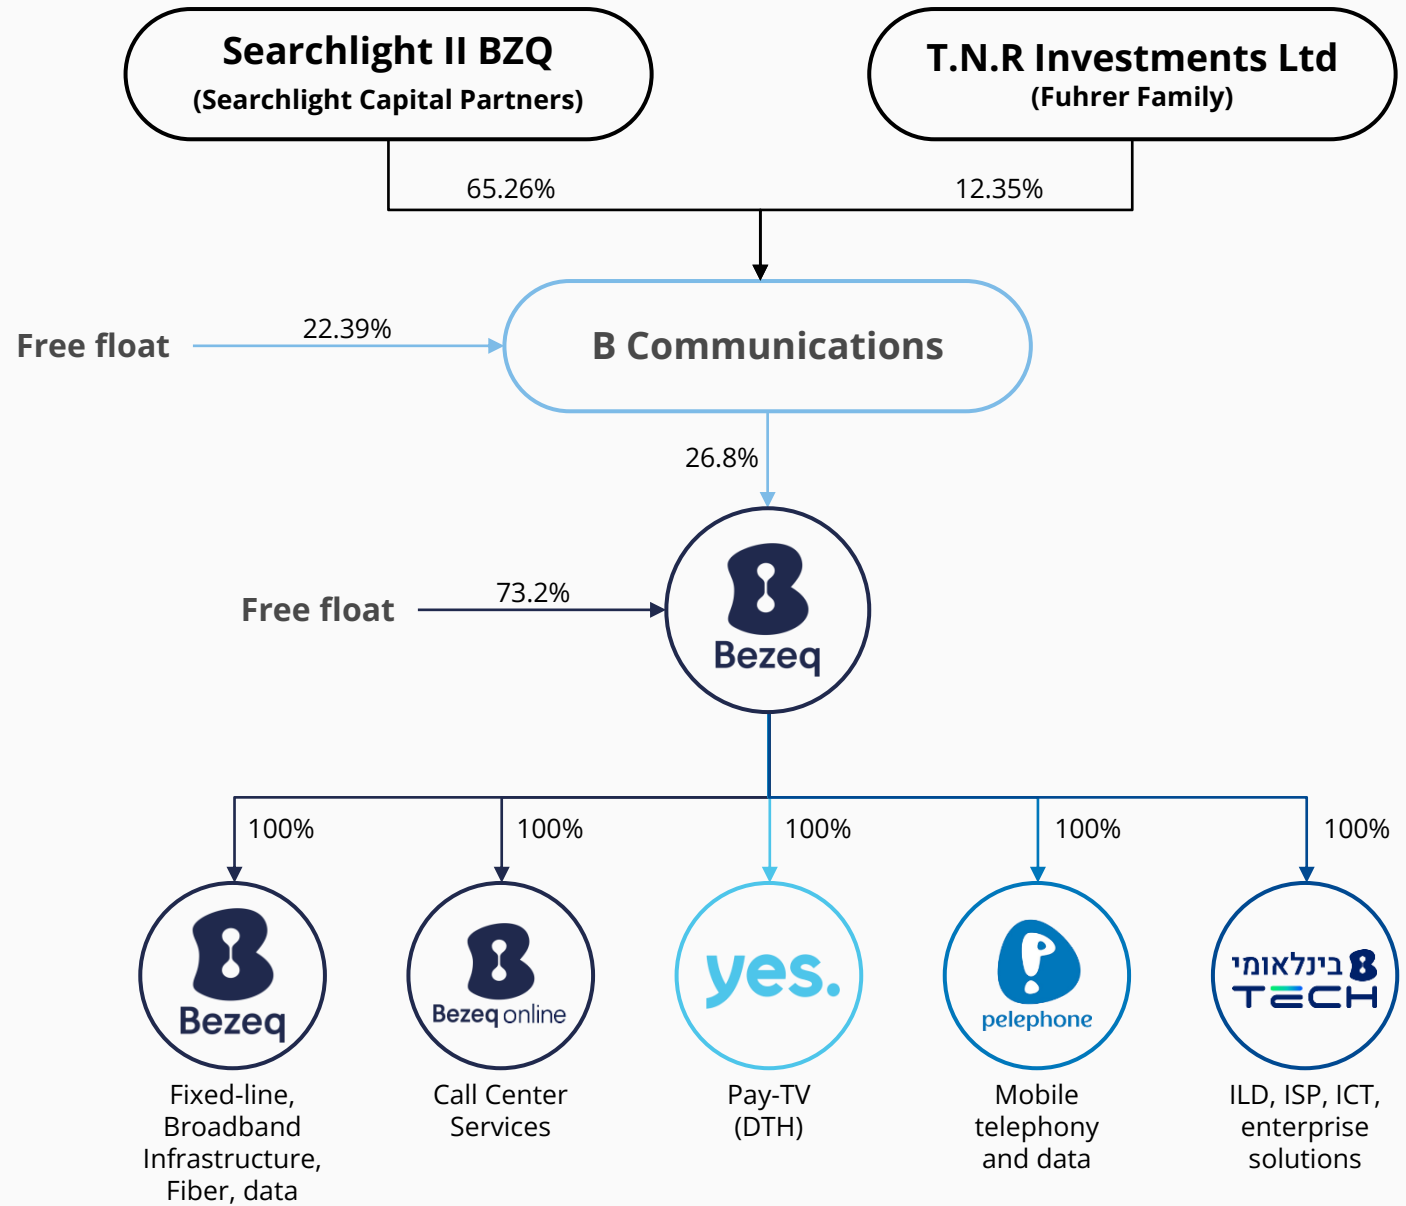 Searchlight II BZQ
(Searchlight Capital Partners)
T.N.R Investments Ltd
(Fuhrer Family)
65.26%
12.35%
Free float
22.39%
B Communications
26.8%
Free float
73.2%
Bezeq
100%
100%
100%
100%
100%
Bezeq
Bezeq online
yes.
pelephone
בינלאומי
TECH
Fixed-line,
Broadband
Infrastructure,
Fiber, data
Call Center
Services
Pay-TV
(DTH)
Mobile
telephony
and data
ILD, ISP, ICT,
enterprise
solutions